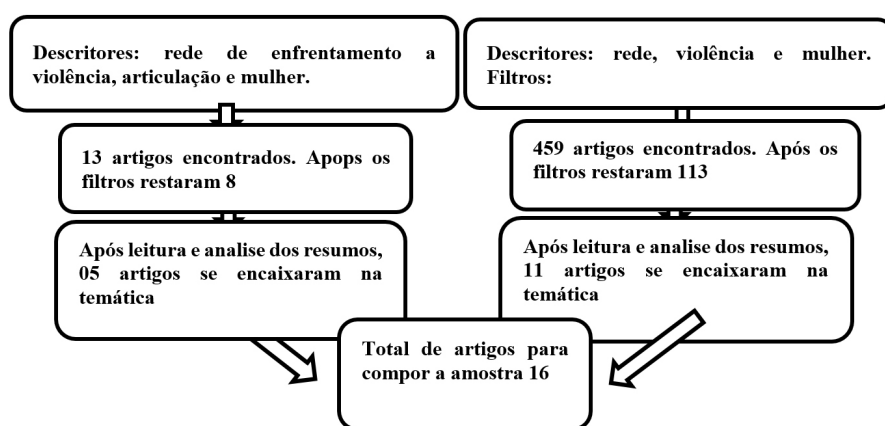 Descritores: rede de enfrentamento a
violência, articulação e mulher.
Descritores: rede, violência e mulher.
Filtros:
13 artigos encontrados. Apops os
filtros restaram 8
459 artigos encontrados. Após os
filtros restaram 113
Após leitura e analise dos resumos,
05 artigos se encaixaram na
temática
Após leitura e analise dos resumos,
11 artigos se encaixaram na
temática
Total de artigos para
compor a amostra 16